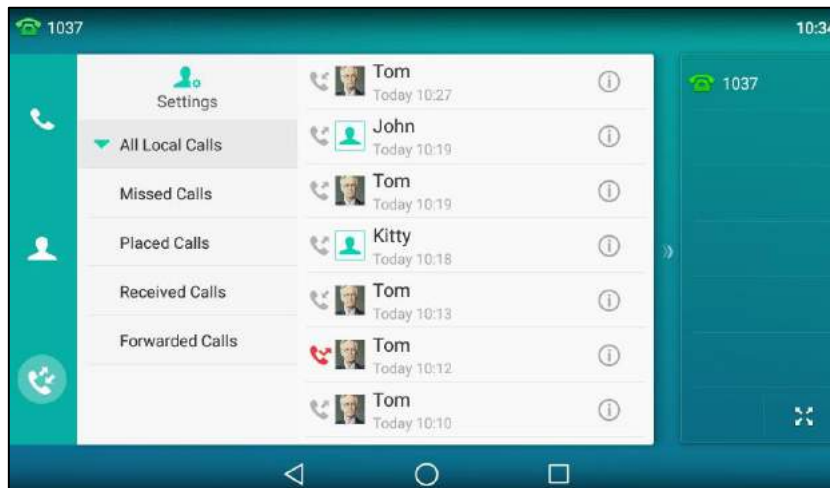 1037
10:34
Settings
All Local Calls
Missed Calls
Placed Calls
Received Calls
Forwarded Calls
Tom
Today 10:27
John
Today 10:19
Tom
Today 10:19
Kitty
Today 10:18
Tom
Today 10:13
Tom
Today 10:12
Tom
Today 10:10
1037